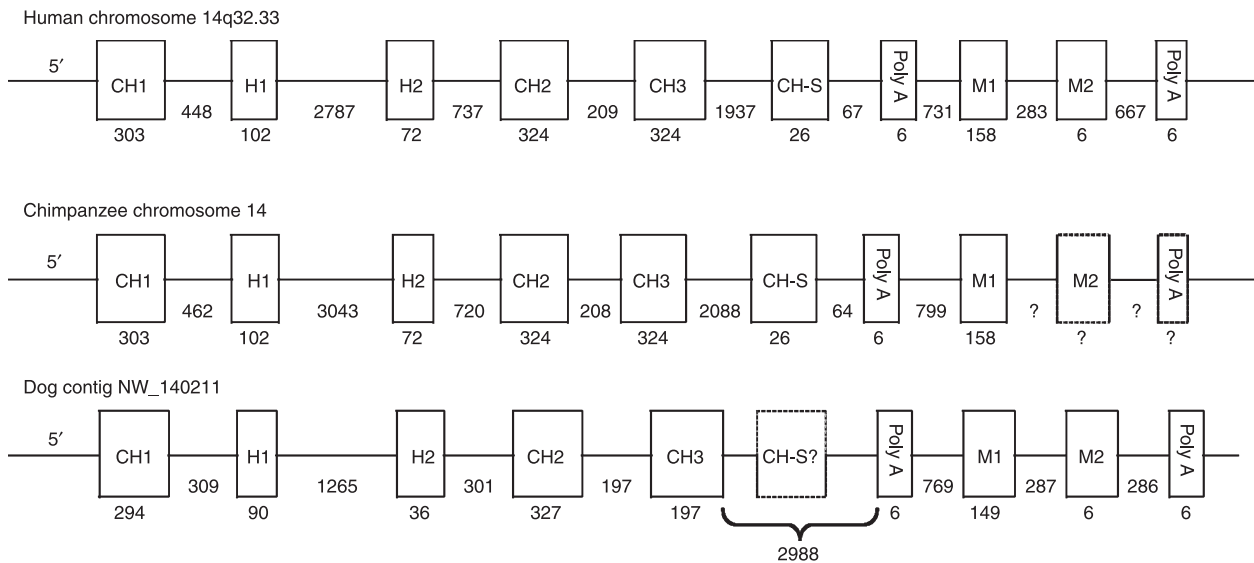 Human chromosome 14q32.33
5′
CH1 H1 H2 CH2 CH3 CH-S Poly A M1 M2 Poly A
448 2787 737 209 1937 67 731 283 667
303 102 72 324 324 26 6 158 6 6
Chimpanzee chromosome 14
5′
CH1 H1 H2 CH2 CH3 CH-S Poly A M1 M2 Poly A
462 3043 720 208 2088 64 799 ? ?
303 102 72 324 324 26 6 158 ? ?
Dog contig NW_140211
5′
CH1 H1 H2 CH2 CH3 CH-S? Poly A M1 M2 Poly A
309 1265 301 197 769 287 286
294 90 36 327 197 6 149 6 6
2988